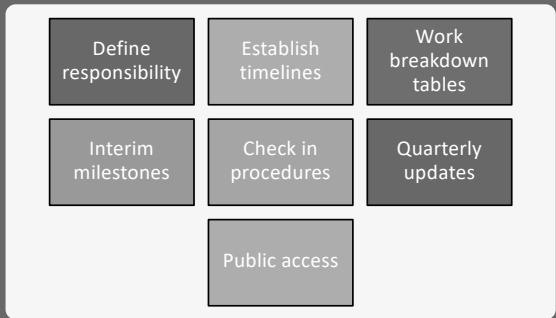 Define
responsibility
Establish
timelines
Work
breakdown
tables
Interim
milestones
Check in
procedures
Quarterly
updates
Public access